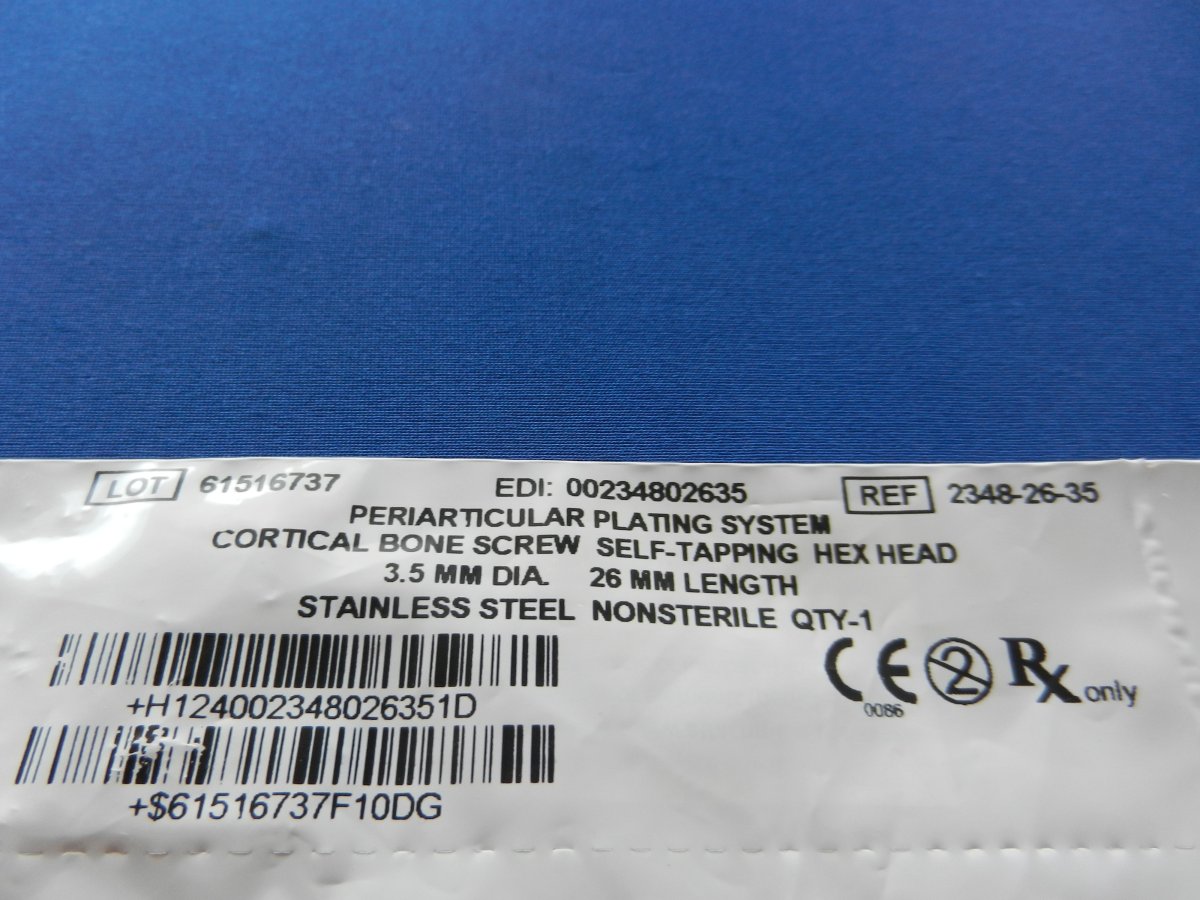 LOT 61516737 EDI: 00234802635 REF 2348-26-35
PERIARTICULAR PLATING SYSTEM
CORTICAL BONE SCREW SELF-TAPPING HEX HEAD
3.5 MM DIA. 26 MM LENGTH
STAINLESS STEEL NONSTERILE QTY-1
+H124002348026351D
CE 0086 2 Rx only
+$61516737F10DG